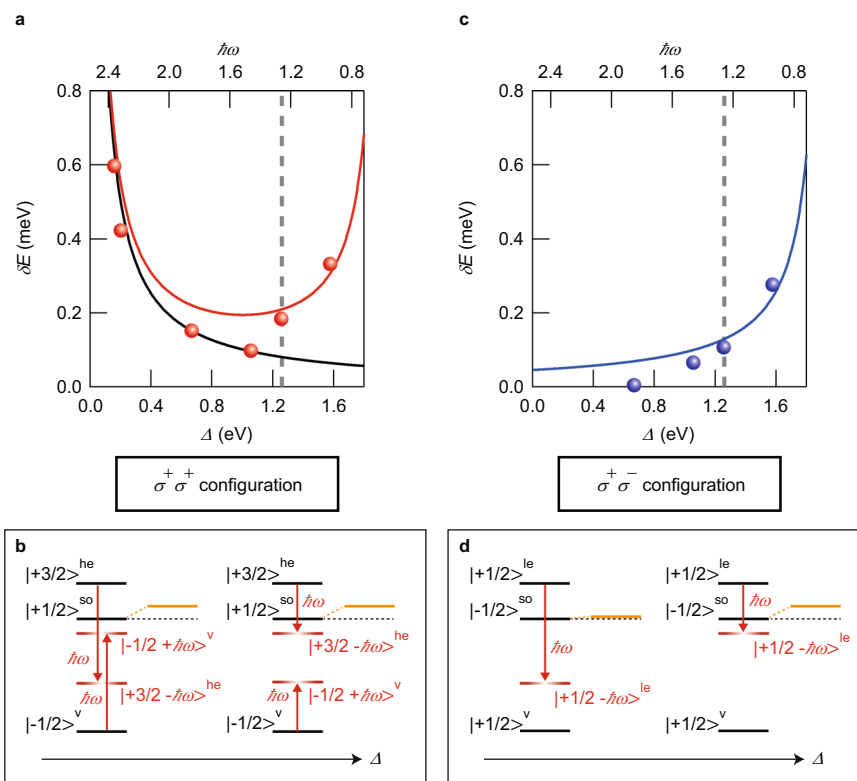 a
ℏω
2.4 2.0 1.6 1.2 0.8
0.8
0.6
0.4
0.2
0.0
δE (meV)
0.0 0.4 0.8 1.2 1.6
Δ (eV)
σ+ σ+ configuration
c
ℏω
2.4 2.0 1.6 1.2 0.8
0.8
0.6
0.4
0.2
0.0
δE (meV)
0.0 0.4 0.8 1.2 1.6
Δ (eV)
σ+ σ− configuration
b
|+3/2>he
|+1/2>so
|-1/2 +ℏω>v
ℏω
|+3/2 -ℏω>he
ℏω
|-1/2>v
|+3/2>he
ℏω
|+1/2>so
|+3/2 -ℏω>he
|-1/2 +ℏω>v
ℏω
|-1/2>v
Δ
d
|+1/2>le
|-1/2>so
ℏω
|+1/2 -ℏω>le
|+1/2>v
|+1/2>le
|-1/2>so
ℏω
|+1/2 -ℏω>le
|+1/2>v
Δ